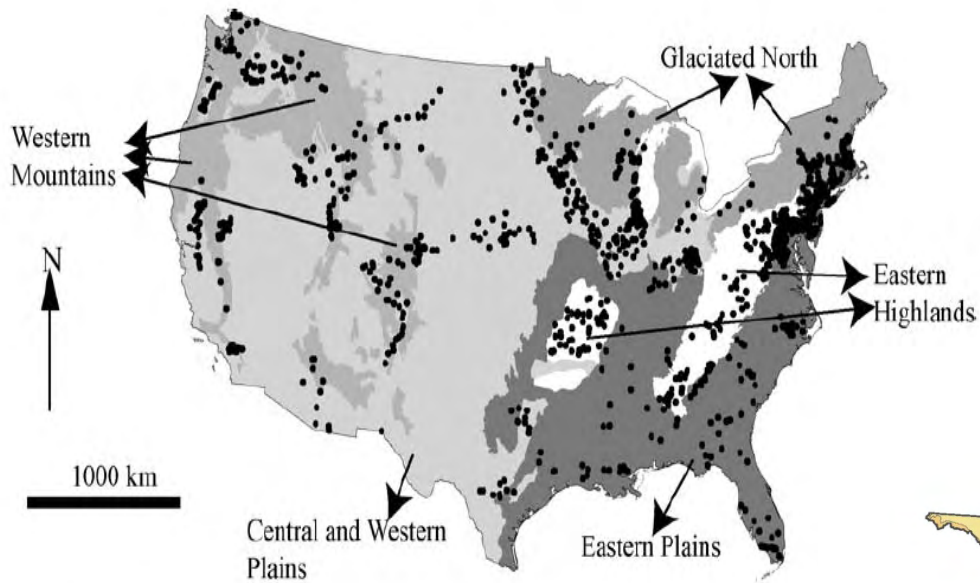 Glaciated North
Western
Mountains
N
Eastern
Highlands
1000 km
Central and Western
Plains
Eastern Plains